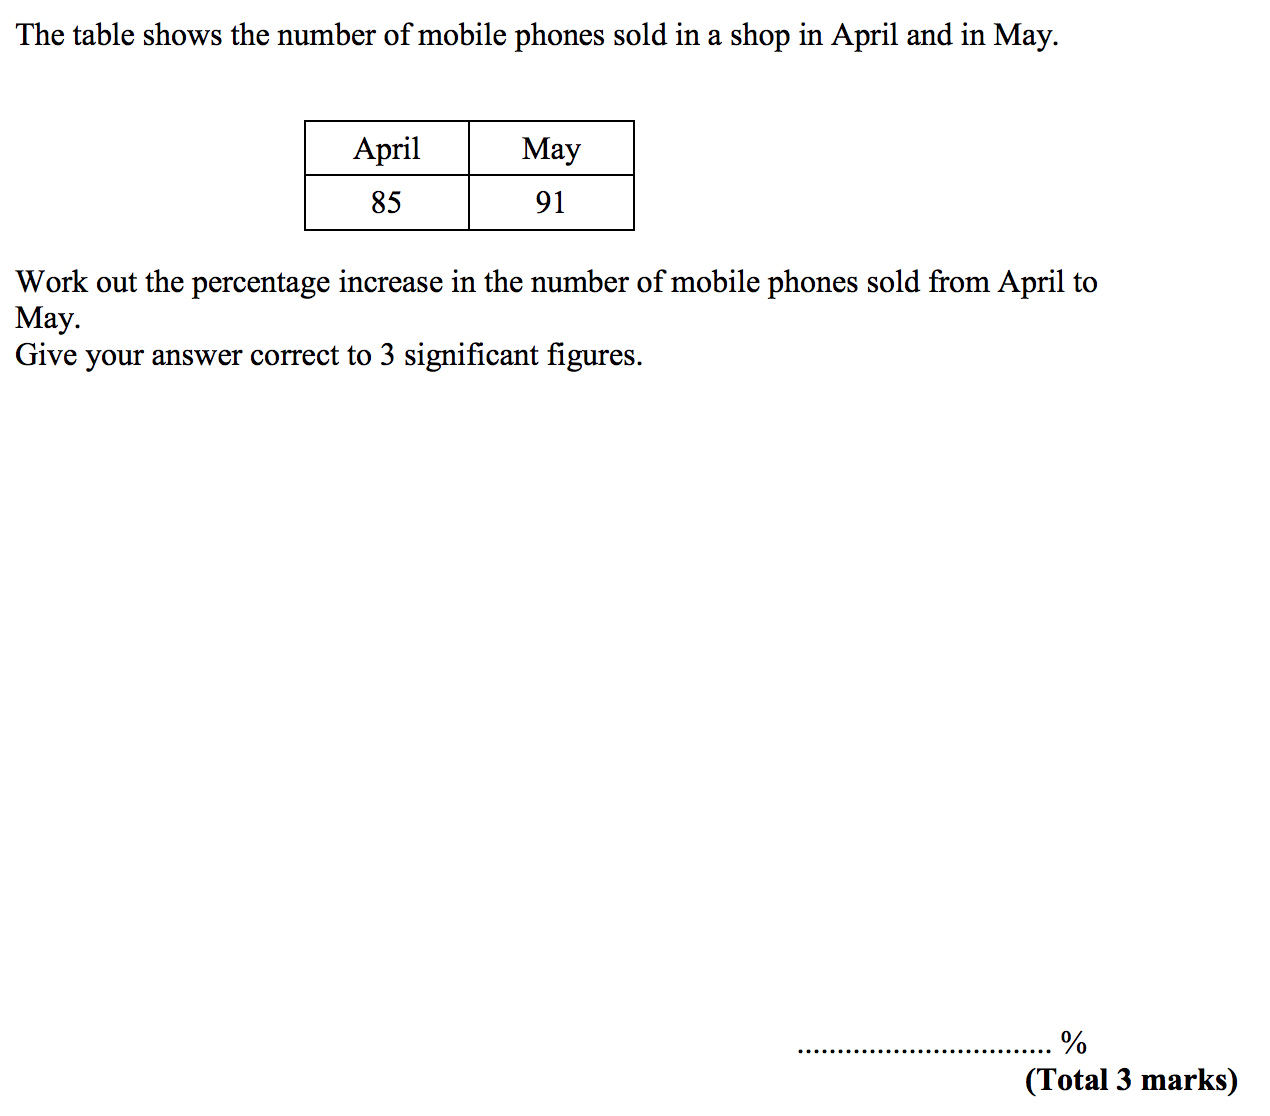 The table shows the number of mobile phones sold in a shop in April and in May.
April May
85 91
Work out the percentage increase in the number of mobile phones sold from April to
May.
Give your answer correct to 3 significant figures.
.................................. %
(Total 3 marks)